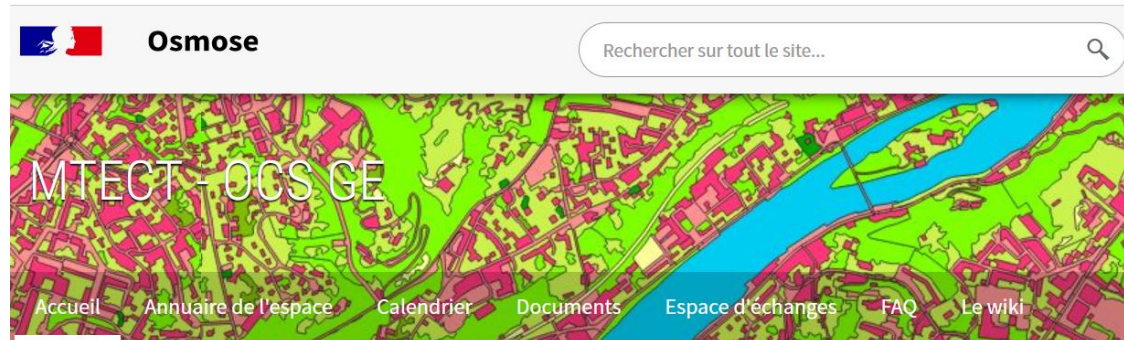 Osmose
Rechercher sur tout le site...
MTECT - OCS GE
Accueil Annuaire de l'espace Calendrier Documents Espace d'échanges FAQ Le wiki